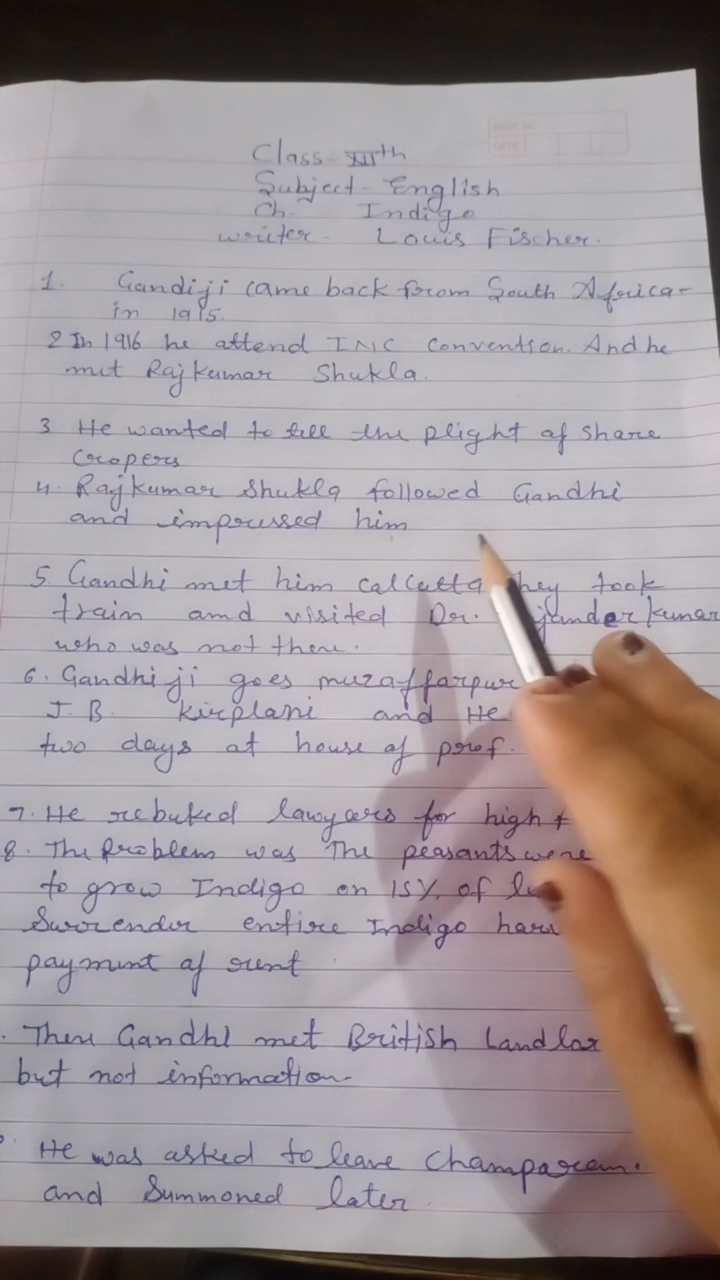 PAGE NO.
DATE
Class - XIIth
Subject - English
Ch. Indigo
writer - Louis Fischer.
1. Gandiji came back from South Africa -
in 1915.
2 In 1916 he attend INC convention. And he
met Rajkumar Shukla.
3 He wanted to tell the plight of share
cropers
4. Rajkumar Shukla followed Gandhi
and impressed him
5. Gandhi met him calcutta they took
train and visited Dr. jander kumar
who was not there.
6. Gandhiji goes muzaffarpur
J. B. kirplani and He
two days at house of prof.
7. He rebuked lawyers for high
8. The Problem was The peasants were
to grow Indigo on 15% of
Surrender entire Indigo
payment of rent
Then Gandhi met British
but not information -
He was asked to leave Champaran.
and Summoned later.